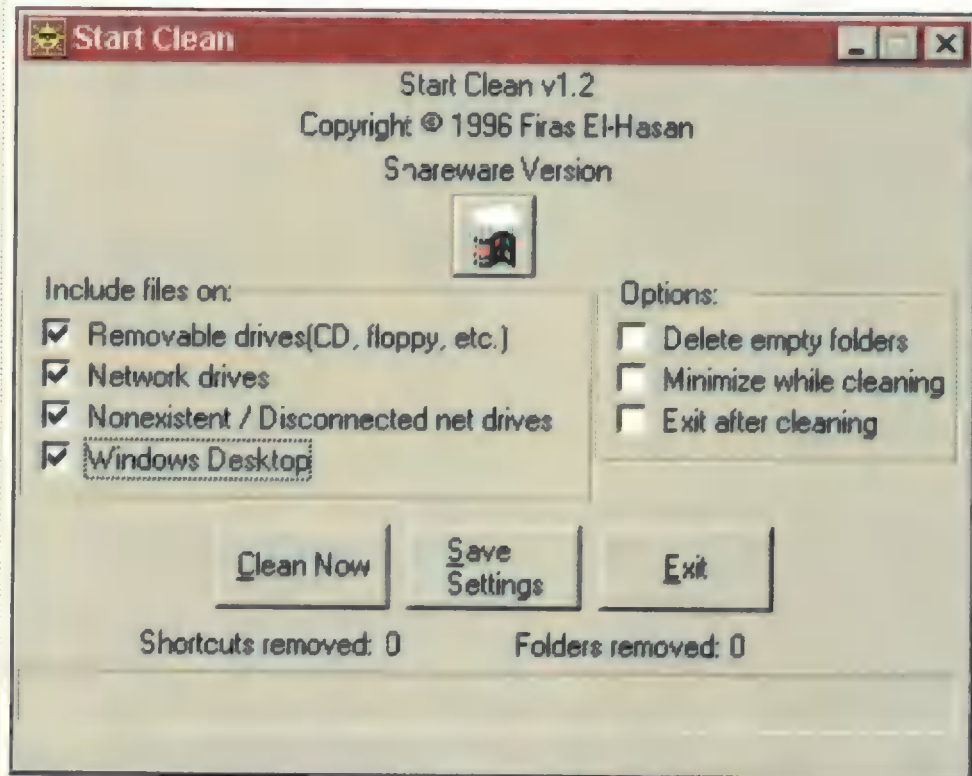 Start Clean
Start Clean v1.2
Copyright © 1996 Firas El-Hasan
Shareware Version
Include files on:
Removable drives(CD, floppy, etc.)
Network drives
Nonexistent / Disconnected net drives
Windows Desktop
Options:
Delete empty folders
Minimize while cleaning
Exit after cleaning
Clean Now
Save
Settings
Exit
Shortcuts removed: 0
Folders removed: 0